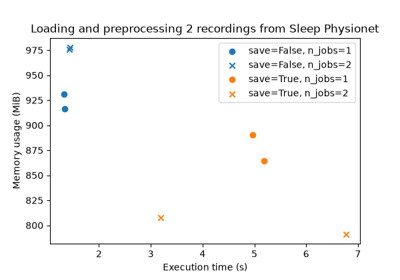 Loading and preprocessing 2 recordings from Sleep Physionet
save=False, n_jobs=1
save=False, n_jobs=2
save=True, n_jobs=1
save=True, n_jobs=2
Memory usage (MiB)
975
950
925
900
875
850
825
800
2 3 4 5 6 7
Execution time (s)